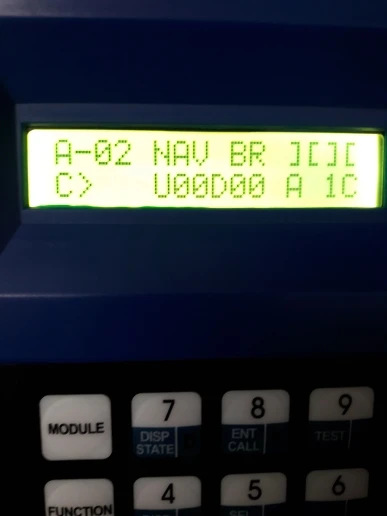 A-02 NAV BR ][][
C> U00D00 A 1C
7 8 9
MODULE DISP STATE ENT CALL TEST
4 5 6
FUNCTION